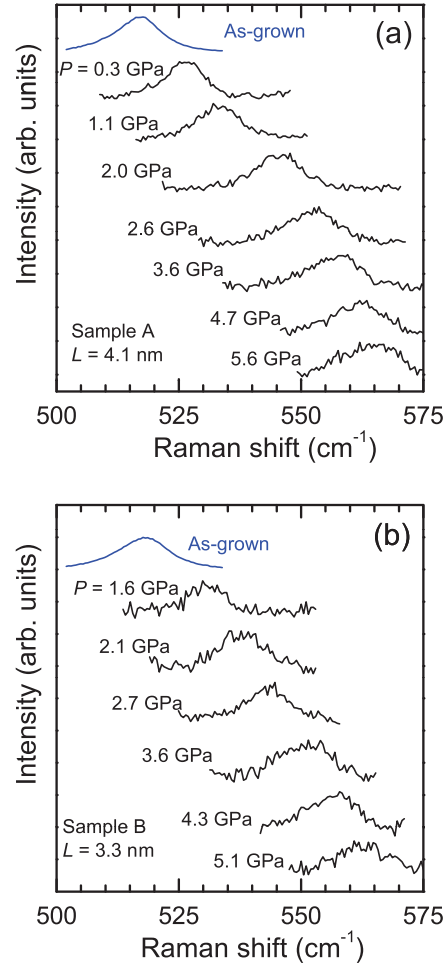 (a)
As-grown
P = 0.3 GPa
1.1 GPa
2.0 GPa
2.6 GPa
3.6 GPa
4.7 GPa
5.6 GPa
Sample A
L = 4.1 nm
Intensity (arb. units)
500 525 550 575
Raman shift (cm⁻¹)
(b)
As-grown
P = 1.6 GPa
2.1 GPa
2.7 GPa
3.6 GPa
4.3 GPa
5.1 GPa
Sample B
L = 3.3 nm
Intensity (arb. units)
500 525 550 575
Raman shift (cm⁻¹)